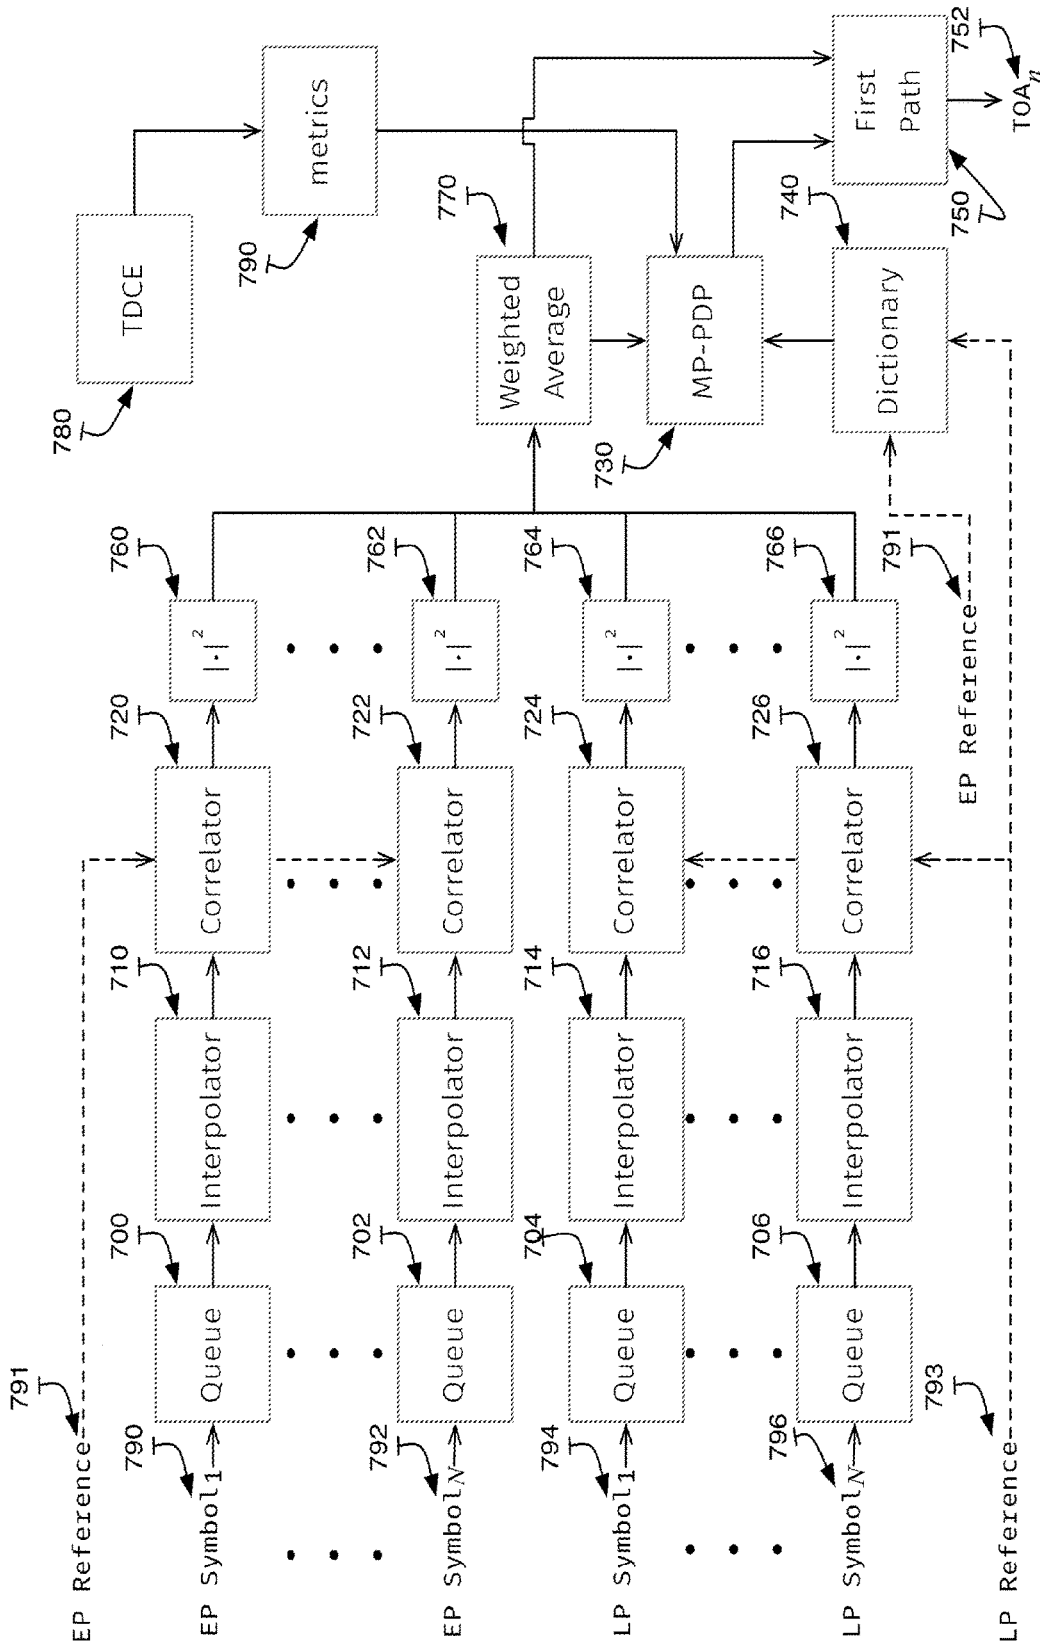 EP Reference
791
EP Symbol1
790
Queue
700
Interpolator
710
Correlator
720
|·|2
760
EP SymbolN
792
Queue
702
Interpolator
712
Correlator
722
|·|2
762
LP Symbol1
794
Queue
704
Interpolator
714
Correlator
724
|·|2
764
LP SymbolN
796
Queue
706
Interpolator
716
Correlator
726
|·|2
766
LP Reference
793
EP Reference
791
TDCE
780
metrics
790
Weighted
Average
770
MP-PDP
730
Dictionary
740
First
Path
750
TOAn
752